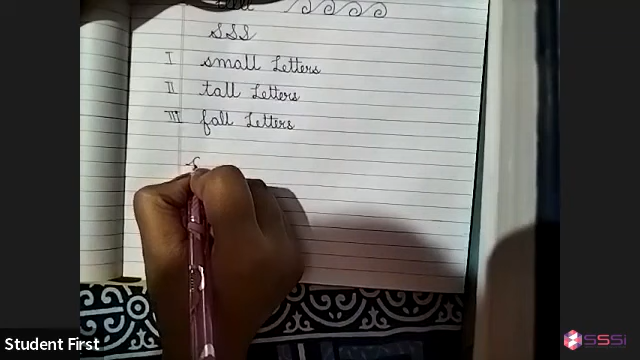 SSS
I small Letters
II tall Letters
III fall Letters
Student First
SSSi